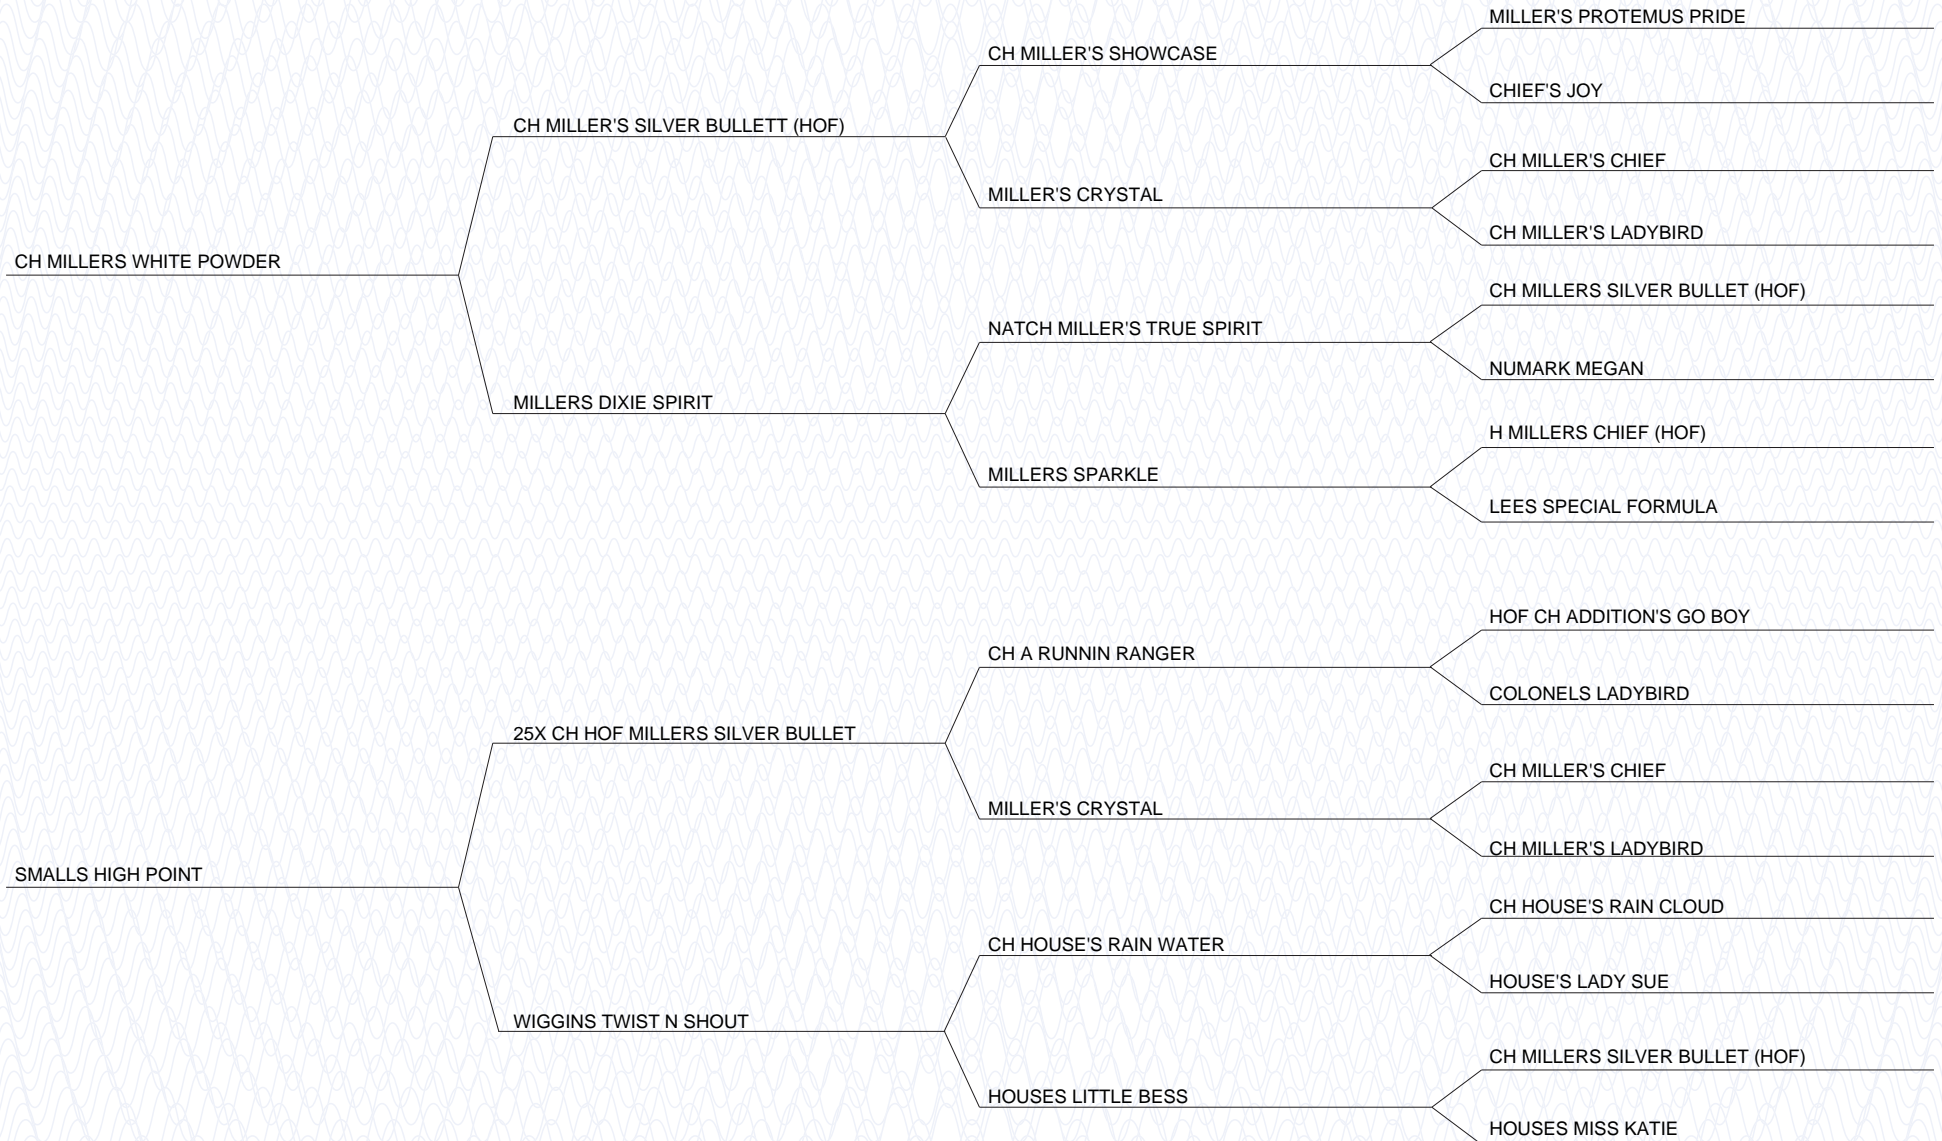 MILLER'S PROTEMUS PRIDE
CH MILLER'S SHOWCASE
CHIEF'S JOY
CH MILLER'S SILVER BULLETT (HOF)
CH MILLER'S CHIEF
MILLER'S CRYSTAL
CH MILLER'S LADYBIRD
CH MILLERS WHITE POWDER
CH MILLERS SILVER BULLET (HOF)
NATCH MILLER'S TRUE SPIRIT
NUMARK MEGAN
MILLERS DIXIE SPIRIT
H MILLERS CHIEF (HOF)
MILLERS SPARKLE
LEES SPECIAL FORMULA
HOF CH ADDITION'S GO BOY
CH A RUNNIN RANGER
COLONELS LADYBIRD
25X CH HOF MILLERS SILVER BULLET
CH MILLER'S CHIEF
MILLER'S CRYSTAL
CH MILLER'S LADYBIRD
SMALLS HIGH POINT
CH HOUSE'S RAIN CLOUD
CH HOUSE'S RAIN WATER
HOUSE'S LADY SUE
WIGGINS TWIST N SHOUT
CH MILLERS SILVER BULLET (HOF)
HOUSES LITTLE BESS
HOUSES MISS KATIE